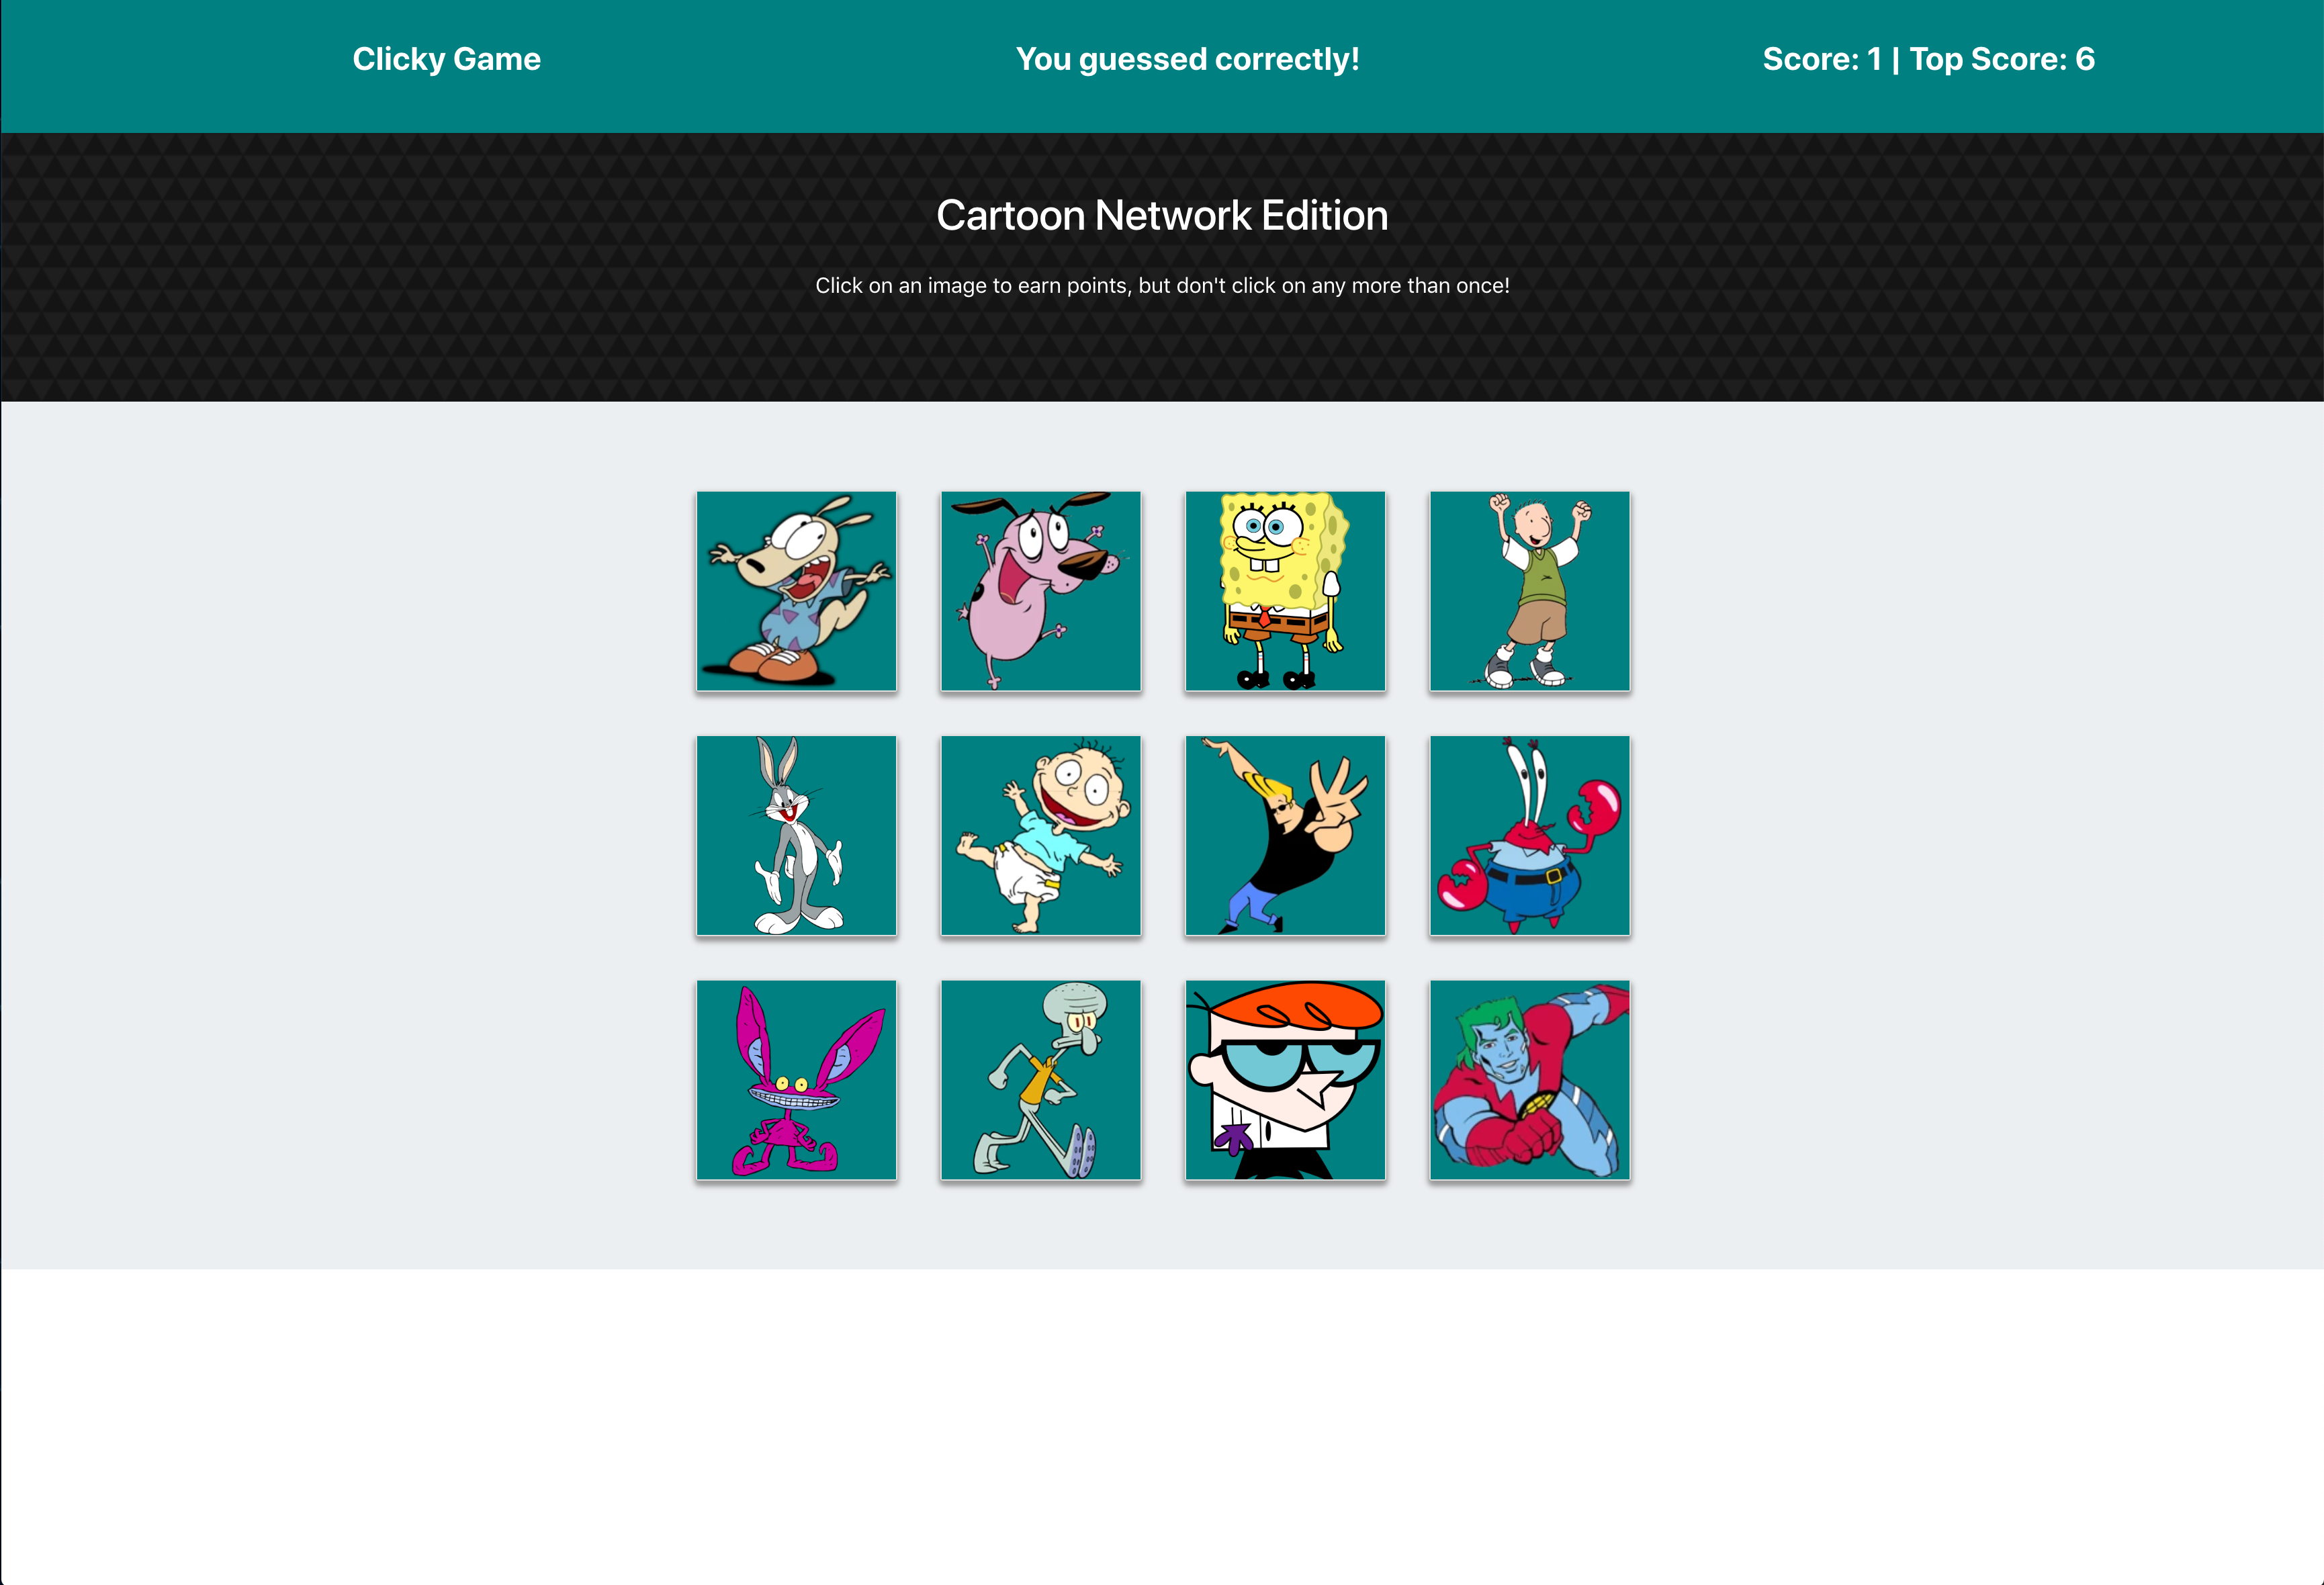 Clicky Game
You guessed correctly!
Score: 1 | Top Score: 6
Cartoon Network Edition
Click on an image to earn points, but don't click on any more than once!